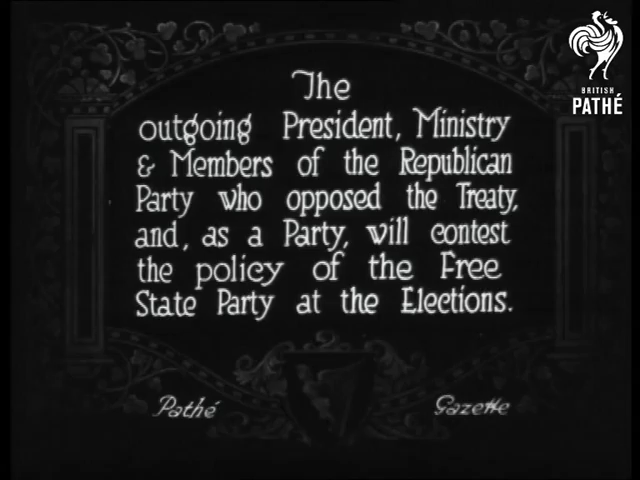 The
outgoing President, Ministry
& Members of the Republican
Party who opposed the Treaty,
and, as a Party, will contest
the policy of the Free
State Party at the Elections.
Pathé Gazette
BRITISH
PATHÉ